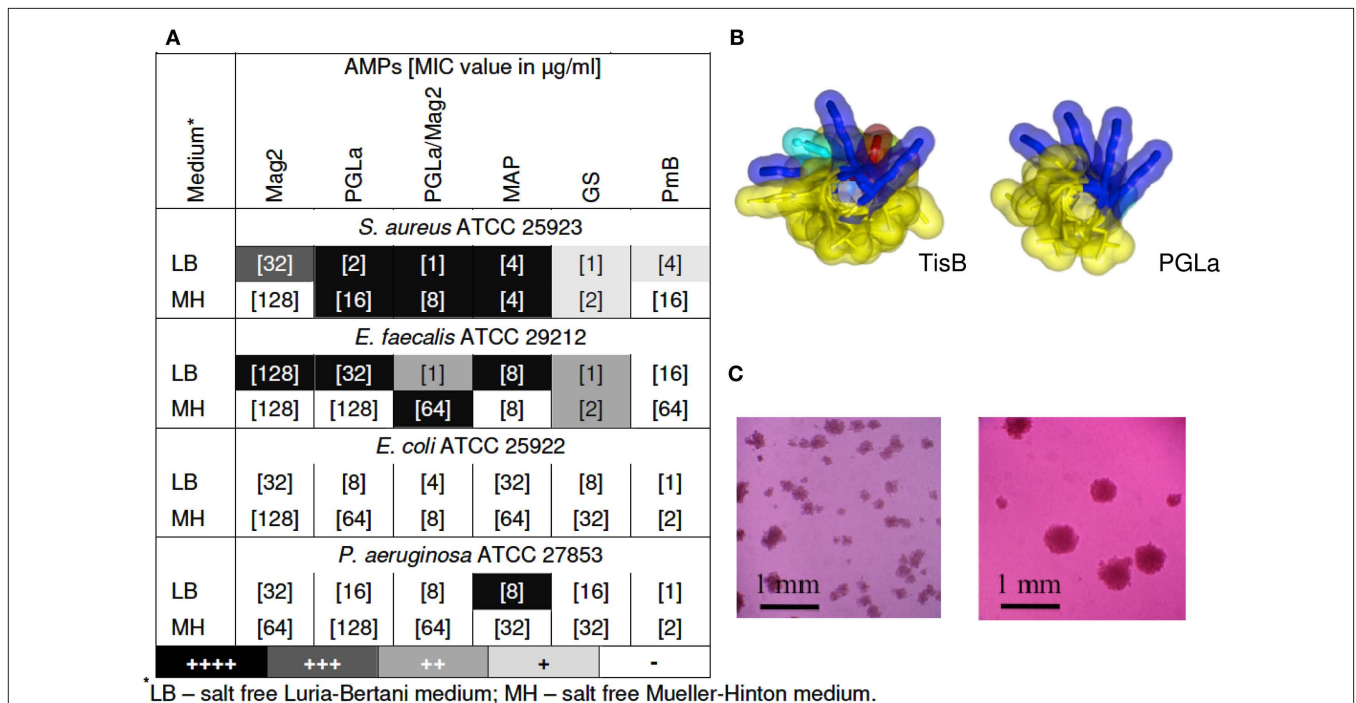 A
AMPs [MIC value in µg/ml]
Medium* Mag2 PGLa PGLa/Mag2 MAP GS PmB
S. aureus ATCC 25923
LB [32] [2] [1] [4] [1] [4]
MH [128] [16] [8] [4] [2] [16]
E. faecalis ATCC 29212
LB [128] [32] [1] [8] [1] [16]
MH [128] [128] [64] [8] [2] [64]
E. coli ATCC 25922
LB [32] [8] [4] [32] [8] [1]
MH [128] [64] [8] [64] [32] [2]
P. aeruginosa ATCC 27853
LB [32] [16] [8] [8] [16] [1]
MH [64] [128] [64] [32] [32] [2]
++++ +++ ++ + -
*LB – salt free Luria-Bertani medium; MH – salt free Mueller-Hinton medium.
B
TisB PGLa
C
1 mm 1 mm